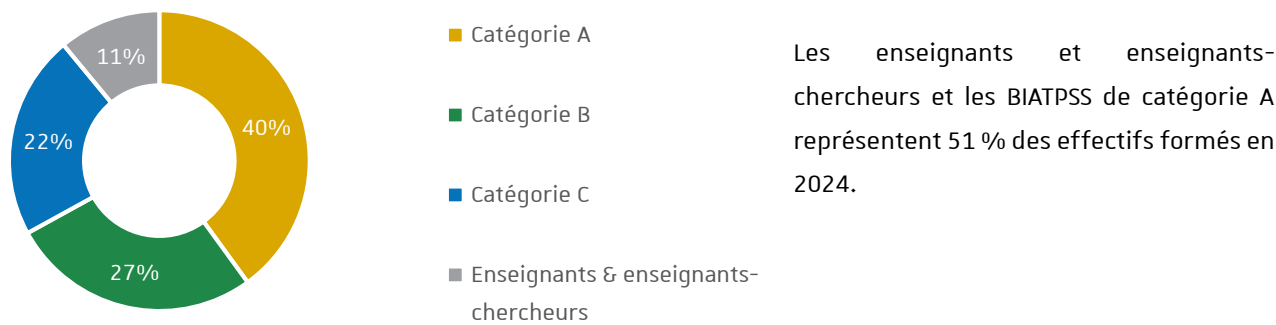 11%
40%
22%
27%
Catégorie A
Catégorie B
Catégorie C
Enseignants & enseignants-
chercheurs
Les enseignants et enseignants-
chercheurs et les BIATPSS de catégorie A
représentent 51 % des effectifs formés en
2024.